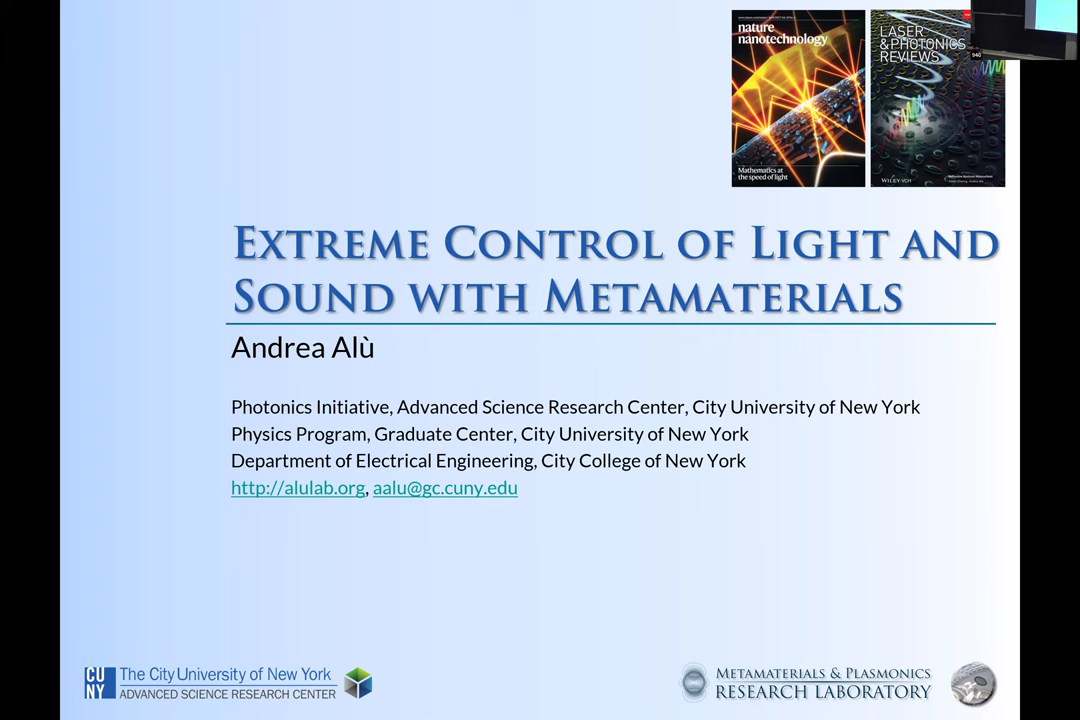 nature
nanotechnology
Mathematics at
the speed of light
LASER
& PHOTONICS
REVIEWS
WILEY-VCH
940
EXTREME CONTROL OF LIGHT AND
SOUND WITH METAMATERIALS
Andrea Alù
Photonics Initiative, Advanced Science Research Center, City University of New York
Physics Program, Graduate Center, City University of New York
Department of Electrical Engineering, City College of New York
http://alulab.org, aalu@gc.cuny.edu
CU
NY
The City University of New York
ADVANCED SCIENCE RESEARCH CENTER
METAMATERIALS & PLASMONICS
RESEARCH LABORATORY